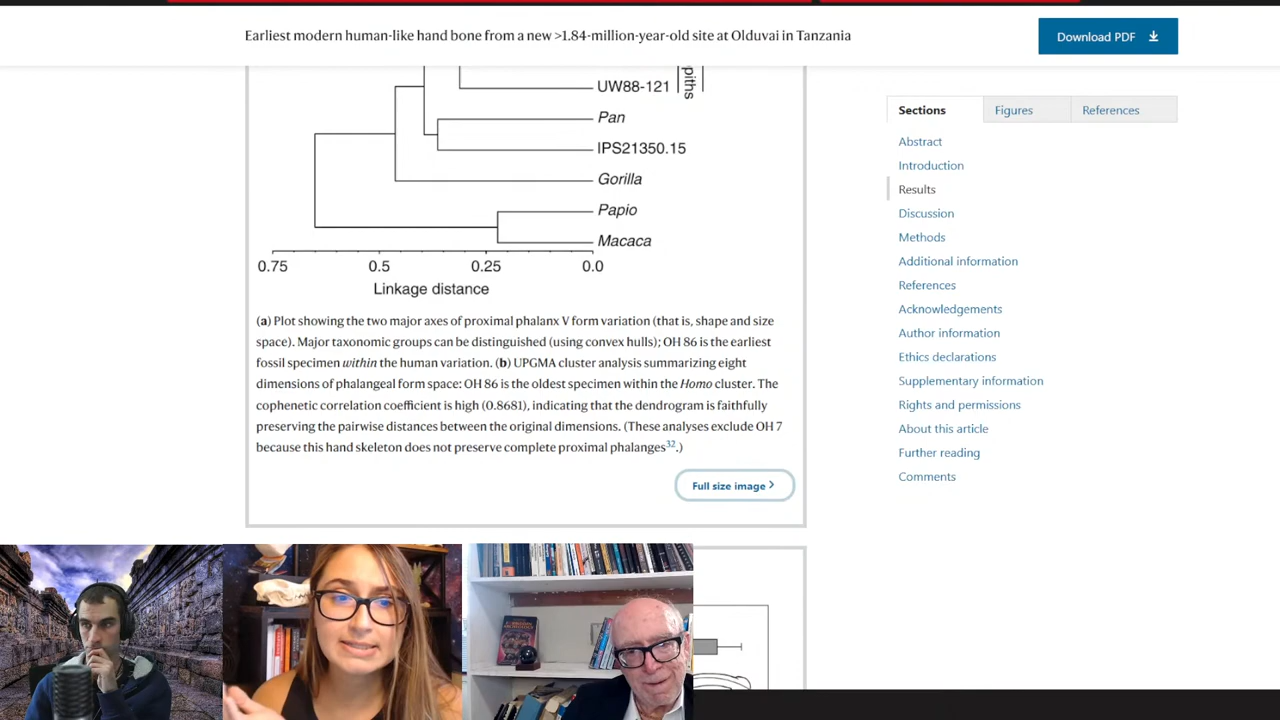 Earliest modern human-like hand bone from a new >1.84-million-year-old site at Olduvai in Tanzania
Download PDF
piths
UW88-121
Pan
IPS21350.15
Gorilla
Papio
Macaca
0.75 0.5 0.25 0.0
Linkage distance
(a) Plot showing the two major axes of proximal phalanx V form variation (that is, shape and size
space). Major taxonomic groups can be distinguished (using convex hulls); OH 86 is the earliest
fossil specimen within the human variation. (b) UPGMA cluster analysis summarizing eight
dimensions of phalangeal form space: OH 86 is the oldest specimen within the Homo cluster. The
cophenetic correlation coefficient is high (0.8681), indicating that the dendrogram is faithfully
preserving the pairwise distances between the original dimensions. (These analyses exclude OH 7
because this hand skeleton does not preserve complete proximal phalanges32.)
Full size image
Sections Figures References
Abstract
Introduction
Results
Discussion
Methods
Additional information
References
Acknowledgements
Author information
Ethics declarations
Supplementary information
Rights and permissions
About this article
Further reading
Comments